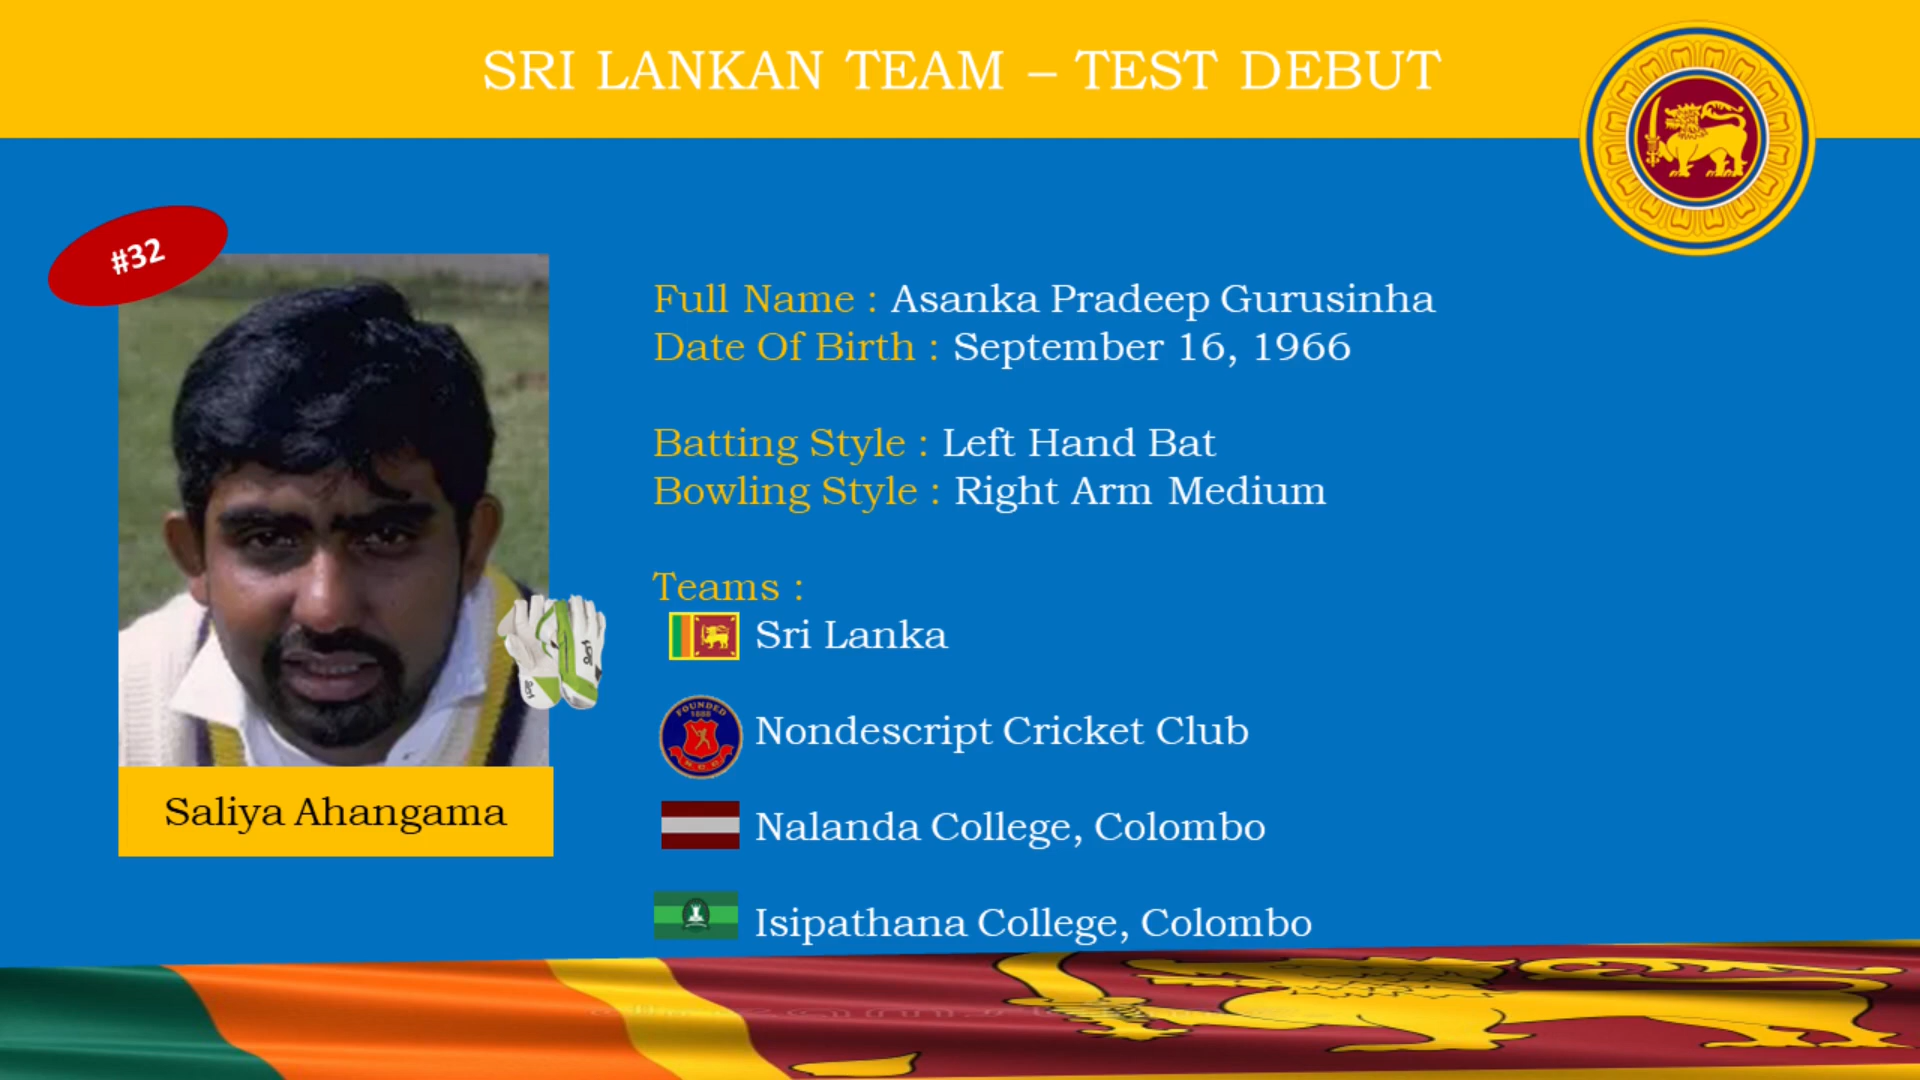 SRI LANKAN TEAM – TEST DEBUT
#32
Full Name : Asanka Pradeep Gurusinha
Date Of Birth : September 16, 1966
Batting Style : Left Hand Bat
Bowling Style : Right Arm Medium
Teams :
Sri Lanka
FOUNDED
1888
N C C
Nondescript Cricket Club
Nalanda College, Colombo
Isipathana College, Colombo
Saliya Ahangama